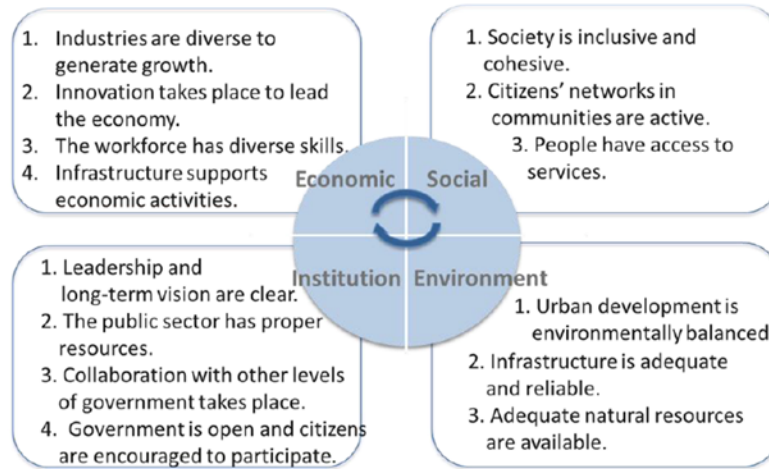 1. Industries are diverse to
generate growth.
2. Innovation takes place to lead
the economy.
3. The workforce has diverse skills.
4. Infrastructure supports
economic activities.
1. Society is inclusive and
cohesive.
2. Citizens' networks in
communities are active.
3. People have access to
services.
Economic
Social
Institution
Environment
1. Leadership and
long-term vision are clear.
2. The public sector has proper
resources.
3. Collaboration with other levels
of government takes place.
4. Government is open and citizens
are encouraged to participate.
1. Urban development is
environmentally balanced
2. Infrastructure is adequate
and reliable.
3. Adequate natural resources
are available.